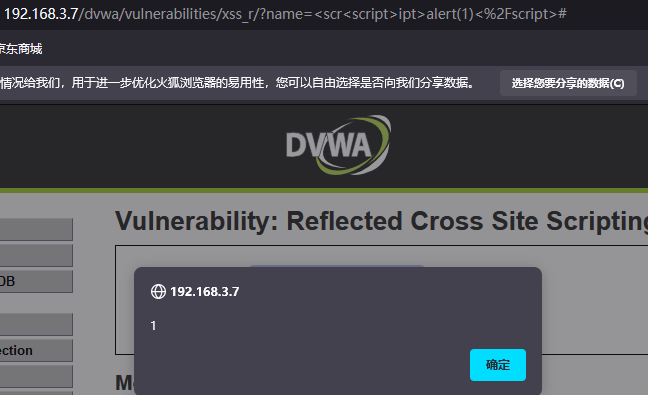 192.168.3.7/dvwa/vulnerabilities/xss_r/?name=<scr<script>ipt>alert(1)<%2Fscript>#
京东商城
情况给我们，用于进一步优化火狐浏览器的易用性，您可以自由选择是否向我们分享数据。 选择您要分享的数据(C)
DVWA
Vulnerability: Reflected Cross Site Scripting
DB
192.168.3.7
1
ection
确定